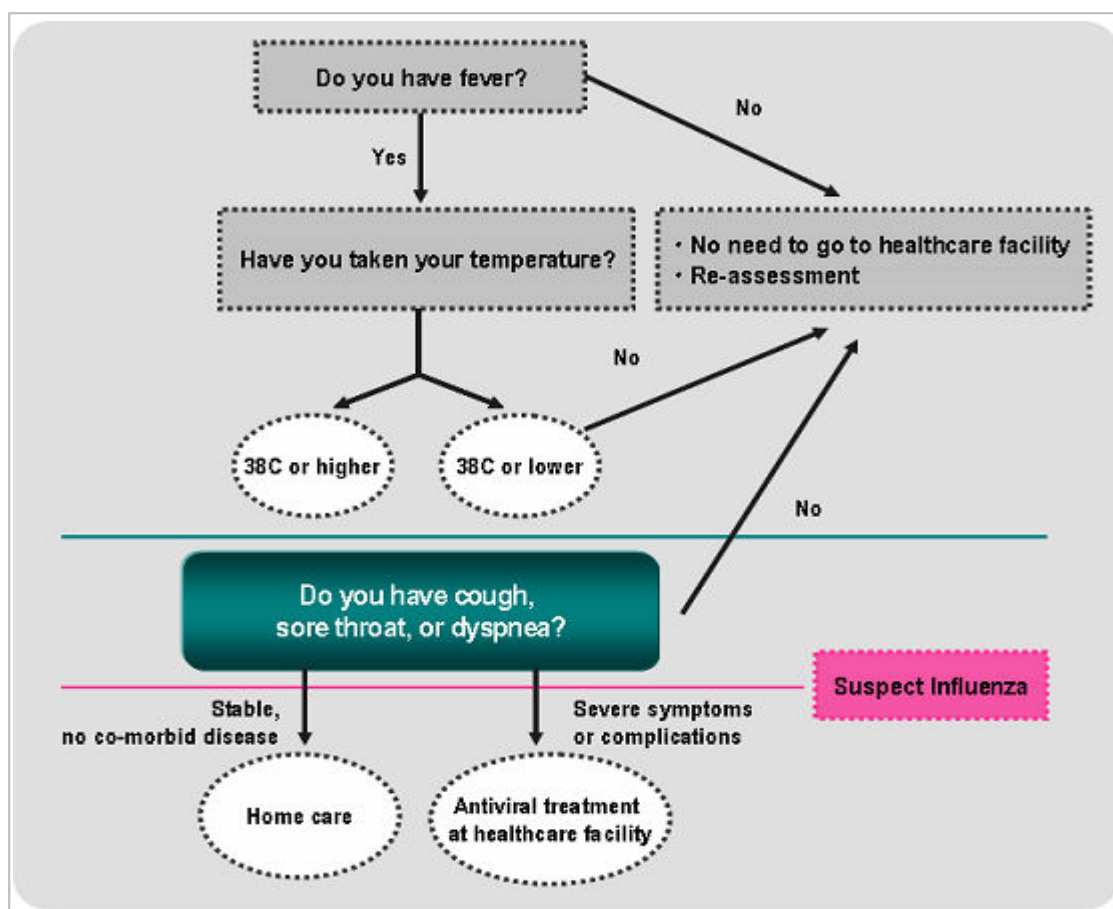 Do you have fever?
No
Yes
Have you taken your temperature?
· No need to go to healthcare facility
· Re-assessment
No
38C or higher
38C or lower
No
Do you have cough,
sore throat, or dyspnea?
Suspect Influenza
Stable,
no co-morbid disease
Severe symptoms
or complications
Home care
Antiviral treatment
at healthcare facility